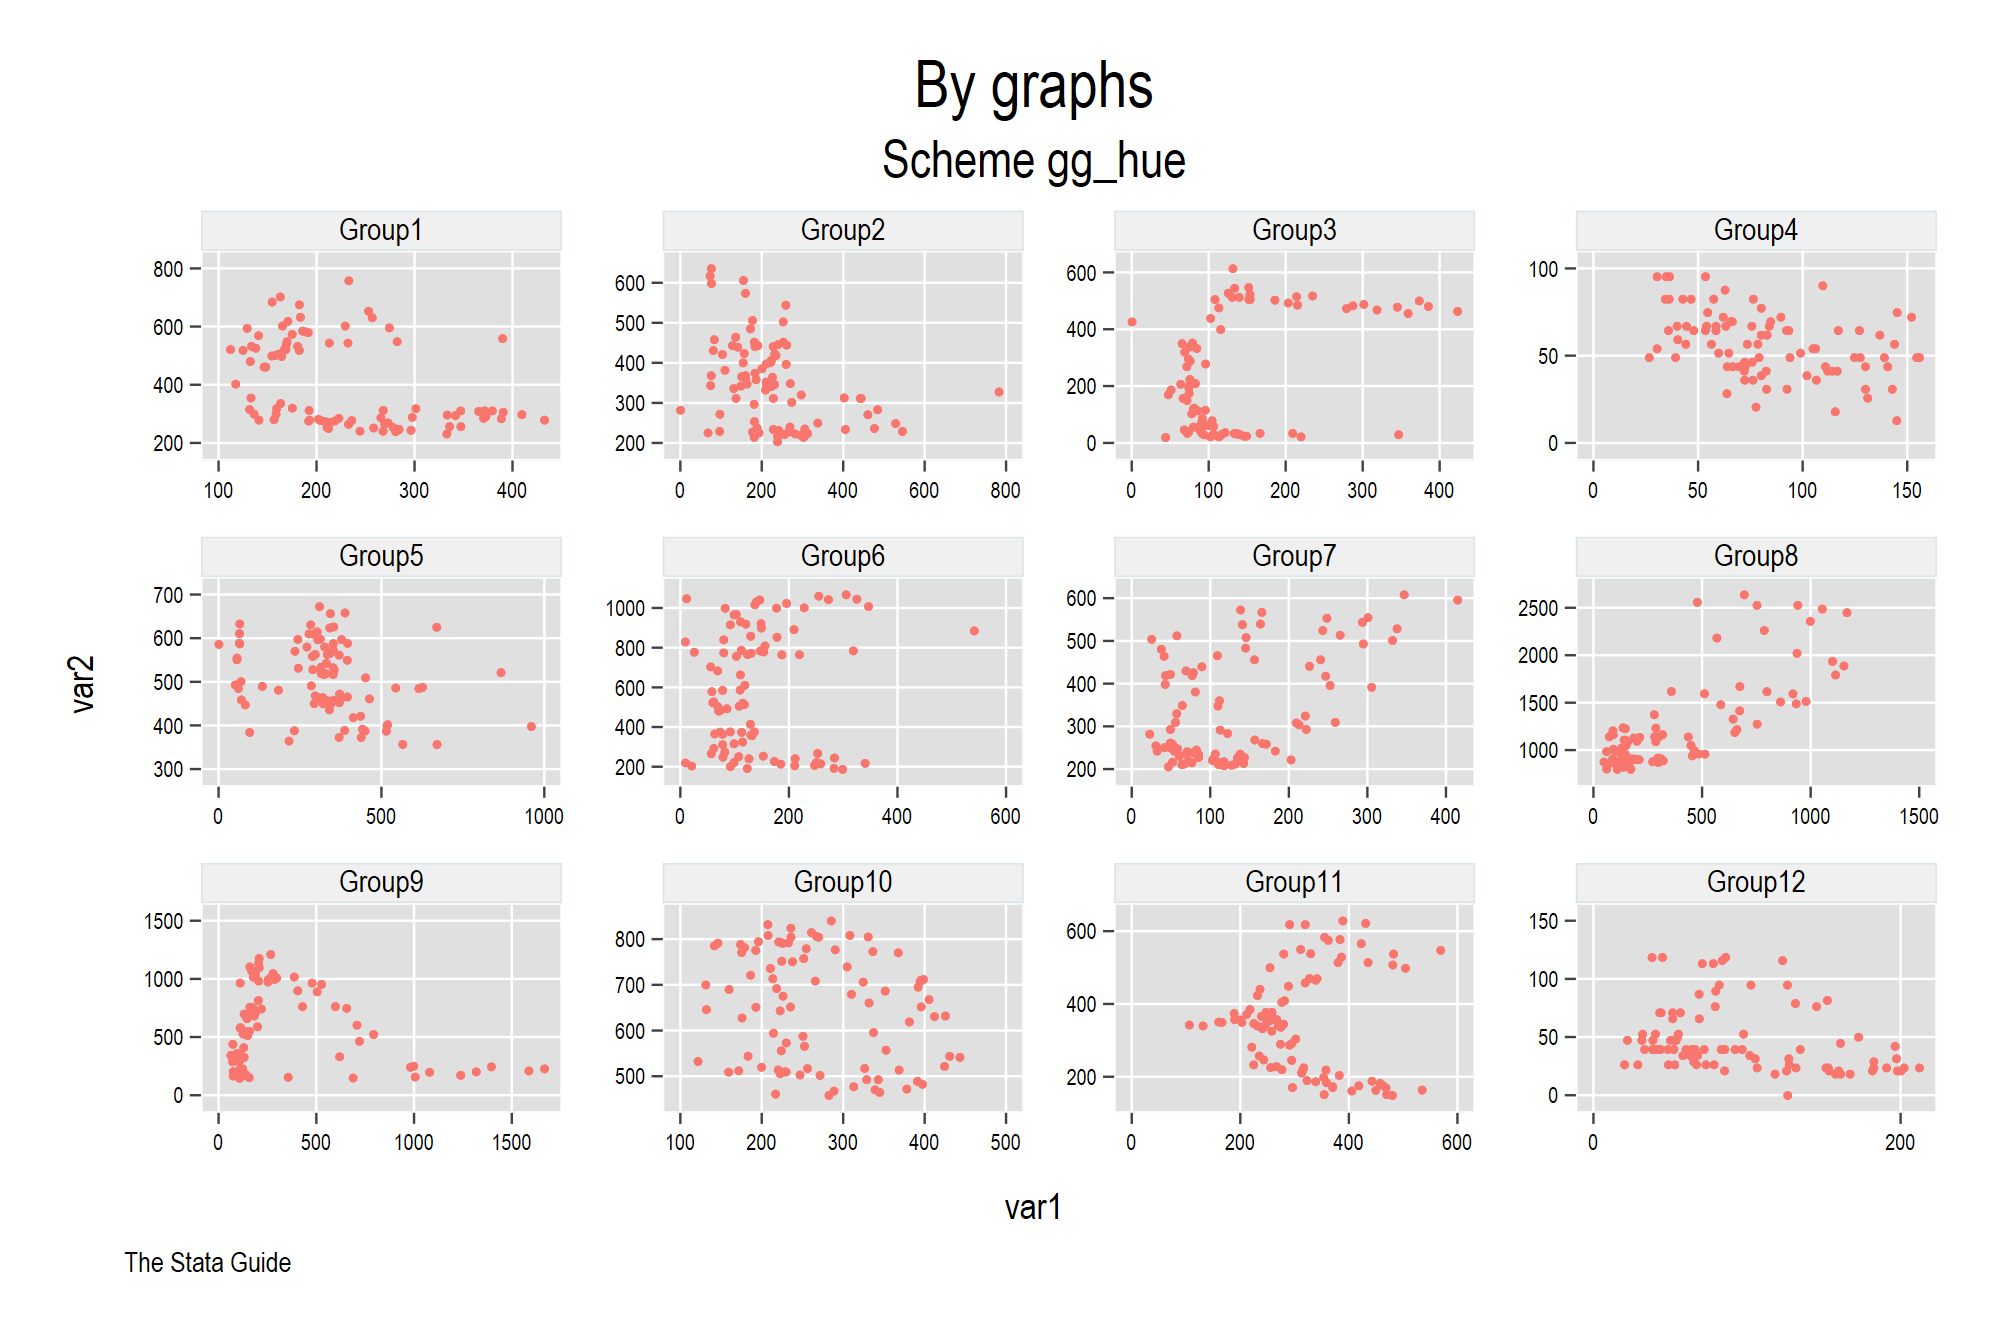 By graphs
Scheme gg_hue
Group1 Group2 Group3 Group4
800
600
400
200
100 200 300 400
600
500
400
300
200
0 200 400 600 800
600
400
200
0
0 100 200 300 400
100
50
0
0 50 100 150
Group5 Group6 Group7 Group8
700
600
500
400
300
0 500 1000
1000
800
600
400
200
0 200 400 600
600
500
400
300
200
0 100 200 300 400
2500
2000
1500
1000
0 500 1000 1500
var2
Group9 Group10 Group11 Group12
1500
1000
500
0
0 500 1000 1500
800
700
600
500
100 200 300 400 500
600
400
200
0 200 400 600
150
100
50
0
0 200
var1
The Stata Guide